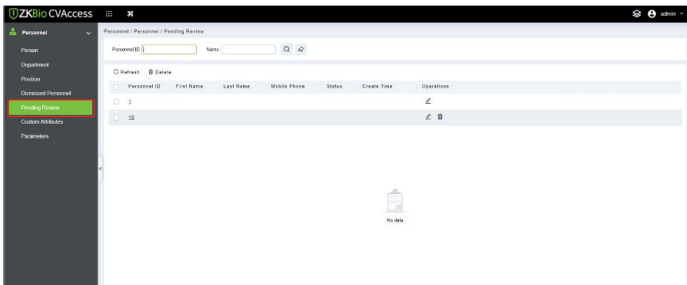 ZKBio CVAccess
admin
Personnel
Person
Department
Position
Dismissed Personnel
Pending Review
Custom Attributes
Parameters
Personnel / Personnel / Pending Review
Personnel ID Name
Refresh Delete
Personnel ID First Name Last Name Mobile Phone Status Create Time Operations
1
10
No data